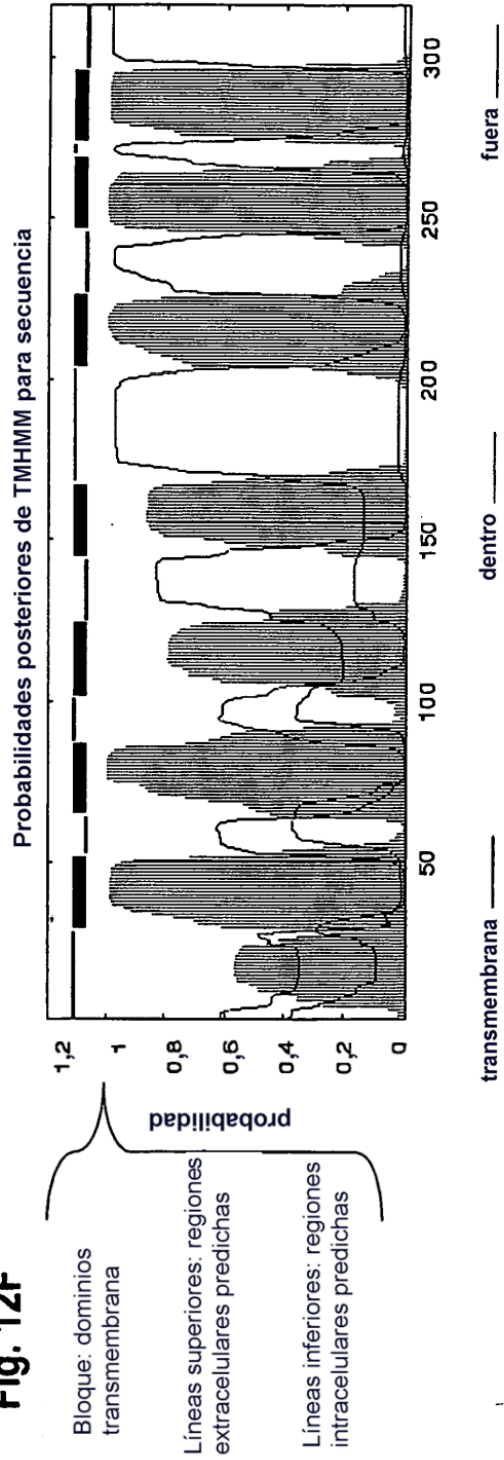 Fig. 12F
Probabilidades posteriores de TMHMM para secuencia
Bloque: dominios
transmembrana
Líneas superiores: regiones
extracelulares predichas
Líneas inferiores: regiones
intracelulares predichas
probabilidad
1,2
1
0,8
0,6
0,4
0,2
0
50
100
150
200
250
300
transmembrana
dentro
fuera